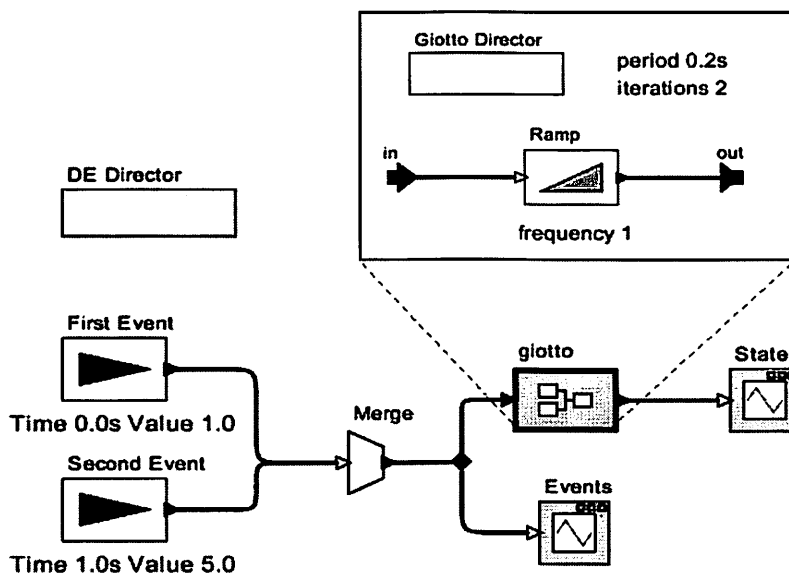 Giotto Director
period 0.2s
iterations 2
in
Ramp
out
frequency 1
DE Director
First Event
Time 0.0s Value 1.0
Second Event
Time 1.0s Value 5.0
Merge
giotto
State
Events